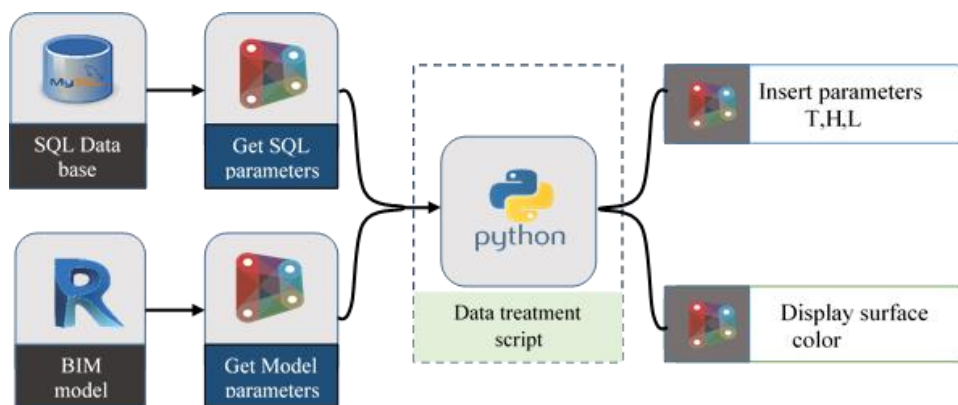 My
SQL Data
base
Get SQL
parameters
BIM
model
Get Model
parameters
python
Data treatment
script
Insert parameters
T,H,L
Display surface
color